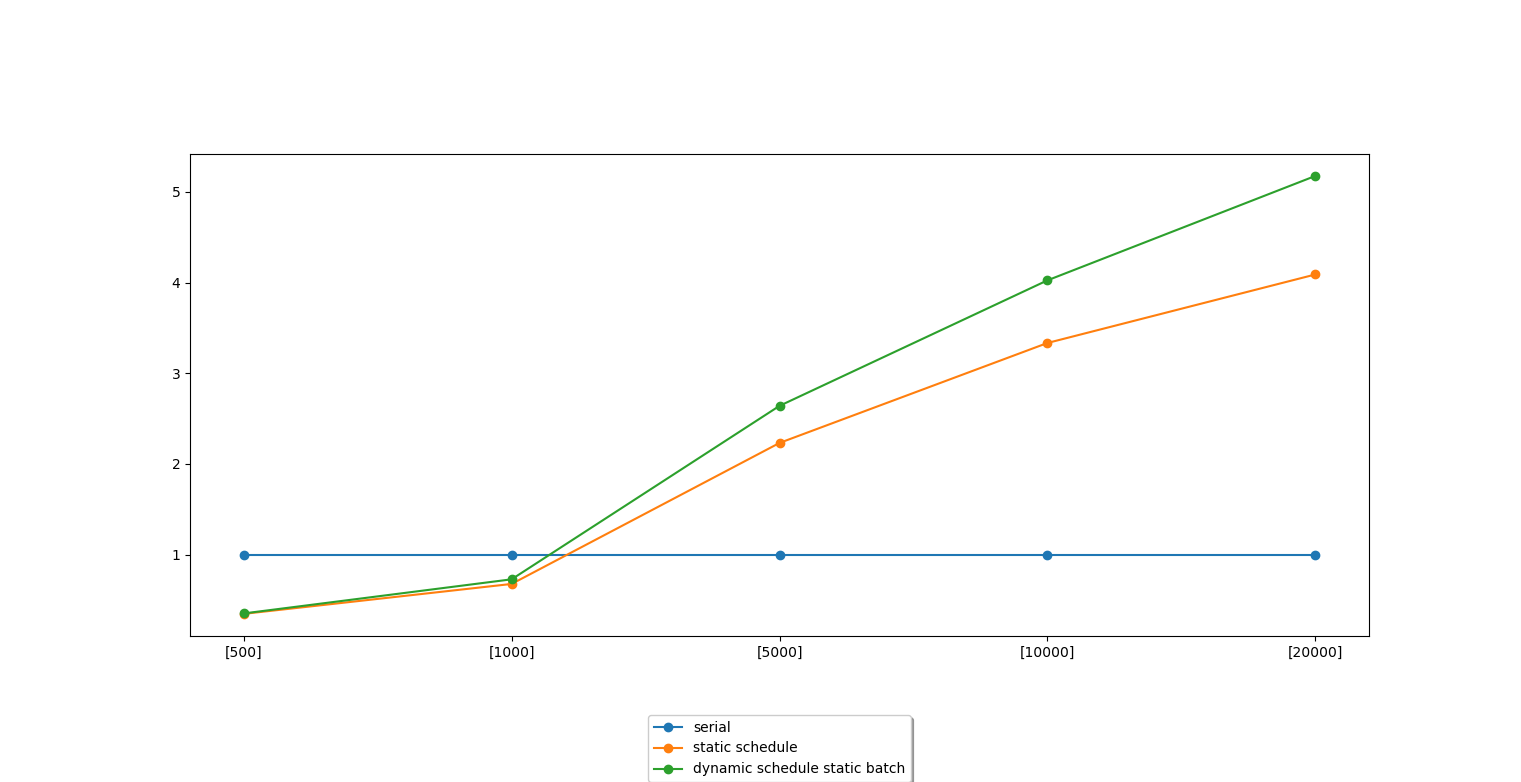 5
4
3
2
1
[500] [1000] [5000] [10000] [20000]
serial
static schedule
dynamic schedule static batch